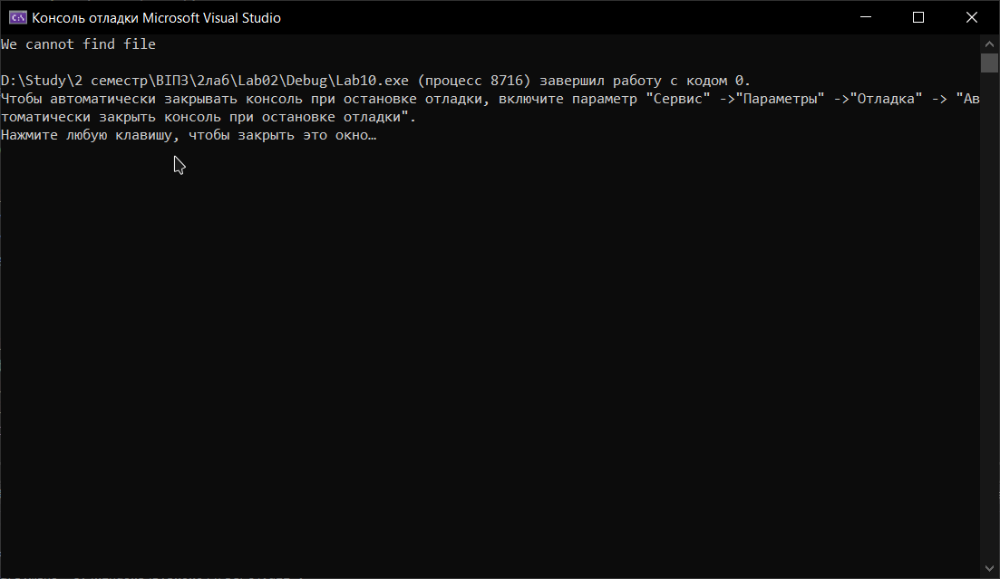 Консоль отладки Microsoft Visual Studio
We cannot find file
D:\Study\2 семестр\ВІПЗ\2лаб\Lab02\Debug\Lab10.exe (процесс 8716) завершил работу с кодом 0.
Чтобы автоматически закрывать консоль при остановке отладки, включите параметр "Сервис" ->"Параметры" ->"Отладка" -> "Ав
томатически закрыть консоль при остановке отладки".
Нажмите любую клавишу, чтобы закрыть это окно…